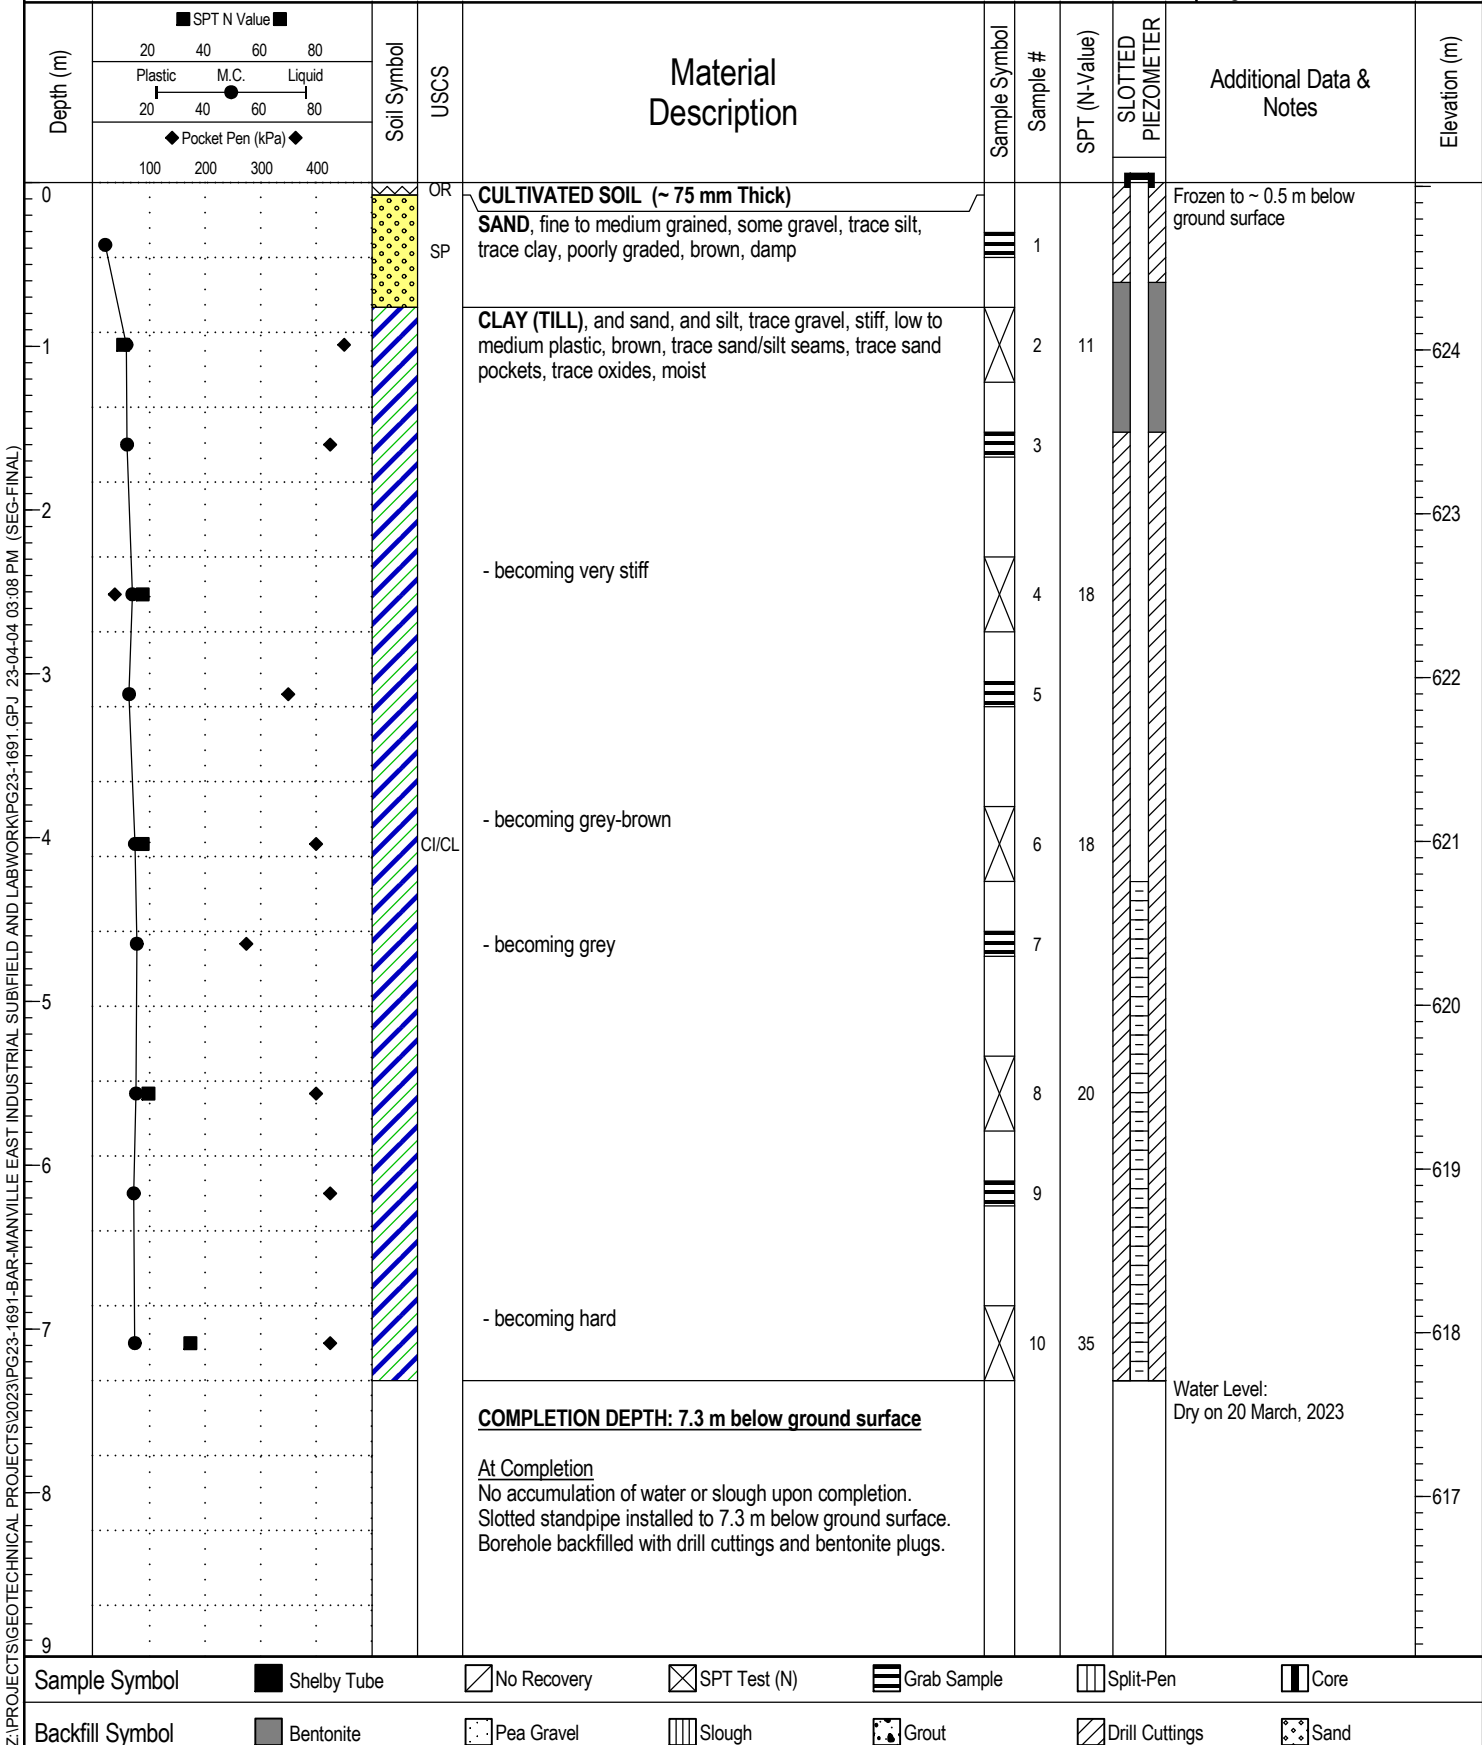 ■ SPT N Value ■
20 40 60 80
Plastic M.C. Liquid
20 40 60 80
◆ Pocket Pen (kPa) ◆
100 200 300 400
Depth (m)
Soil Symbol
USCS
Material
Description
Sample Symbol
Sample #
SPT (N-Value)
SLOTTED
PIEZOMETER
Additional Data &
Notes
Elevation (m)
0
1
2
3
4
5
6
7
8
9
OR
SP
CI/CL
CULTIVATED SOIL (~ 75 mm Thick)
SAND, fine to medium grained, some gravel, trace silt,
trace clay, poorly graded, brown, damp
CLAY (TILL), and sand, and silt, trace gravel, stiff, low to
medium plastic, brown, trace sand/silt seams, trace sand
pockets, trace oxides, moist
- becoming very stiff
- becoming grey-brown
- becoming grey
- becoming hard
COMPLETION DEPTH: 7.3 m below ground surface
At Completion
No accumulation of water or slough upon completion.
Slotted standpipe installed to 7.3 m below ground surface.
Borehole backfilled with drill cuttings and bentonite plugs.
1
2 11
3
4 18
5
6 18
7
8 20
9
10 35
Frozen to ~ 0.5 m below
ground surface
Water Level:
Dry on 20 March, 2023
624
623
622
621
620
619
618
617
Sample Symbol Shelby Tube No Recovery SPT Test (N) Grab Sample Split-Pen Core
Backfill Symbol Bentonite Pea Gravel Slough Grout Drill Cuttings Sand
Z:\PROJECTS\GEOTECHNICAL PROJECTS\2023\PG23-1691-BAR-MANVILLE EAST INDUSTRIAL SUB\FIELD AND LABWORK\PG23-1691.GPJ 23-04-04 03:08 PM (SEG-FINAL)